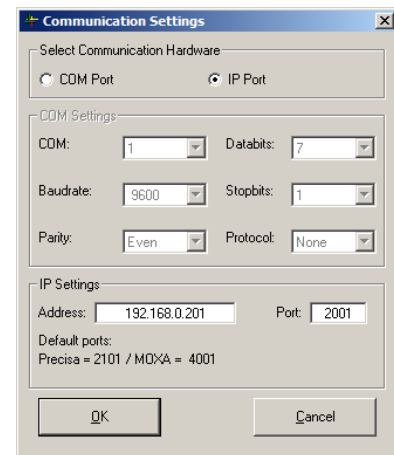 Communication Settings
Select Communication Hardware
COM Port IP Port
COM Settings
COM: 1 Databits: 7
Baudrate: 9600 Stopbits: 1
Parity: Even Protocol: None
IP Settings
Address: 192.168.0.201 Port: 2001
Default ports:
Precisa = 2101 / MOXA = 4001
OK Cancel